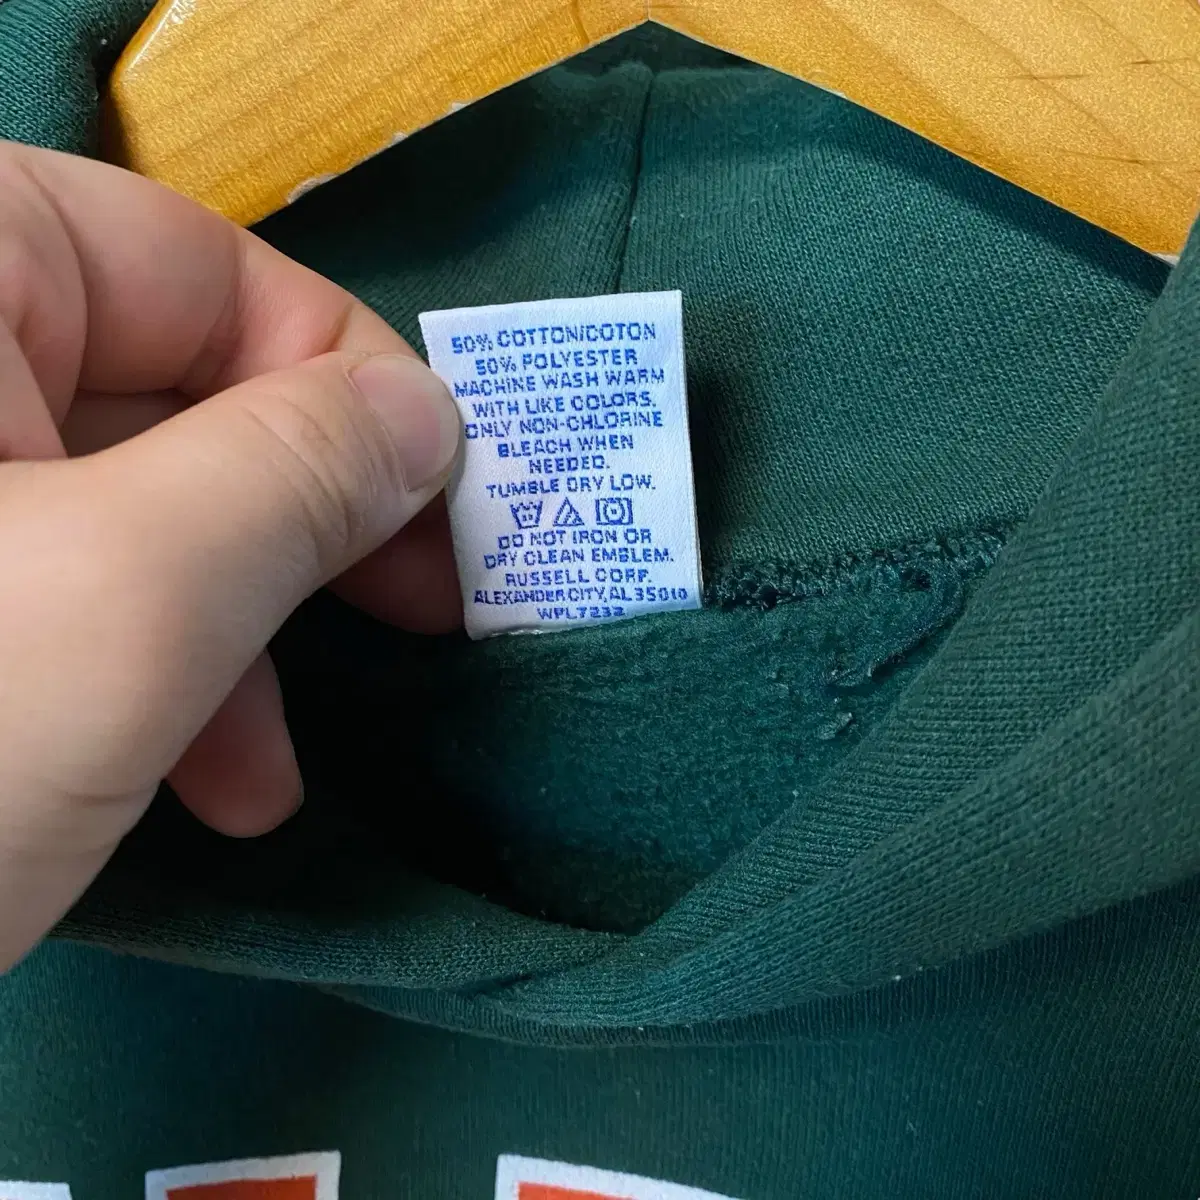 50% COTTON/COTON
50% POLYESTER
MACHINE WASH WARM
WITH LIKE COLORS.
ONLY NON-CHLORINE
BLEACH WHEN
NEEDED.
TUMBLE DRY LOW.
DO NOT IRON OR
DRY CLEAN EMBLEM.
RUSSELL CORP.
ALEXANDER CITY, AL 35010
WPL7232